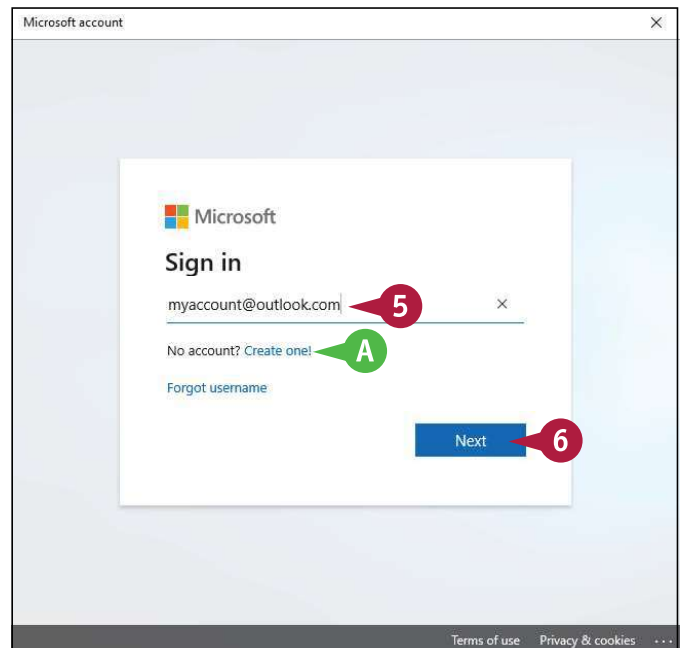 Microsoft account
Microsoft
Sign in
myaccount@outlook.com 5
No account? Create one! A
Forgot username
Next 6
Terms of use Privacy & cookies ...